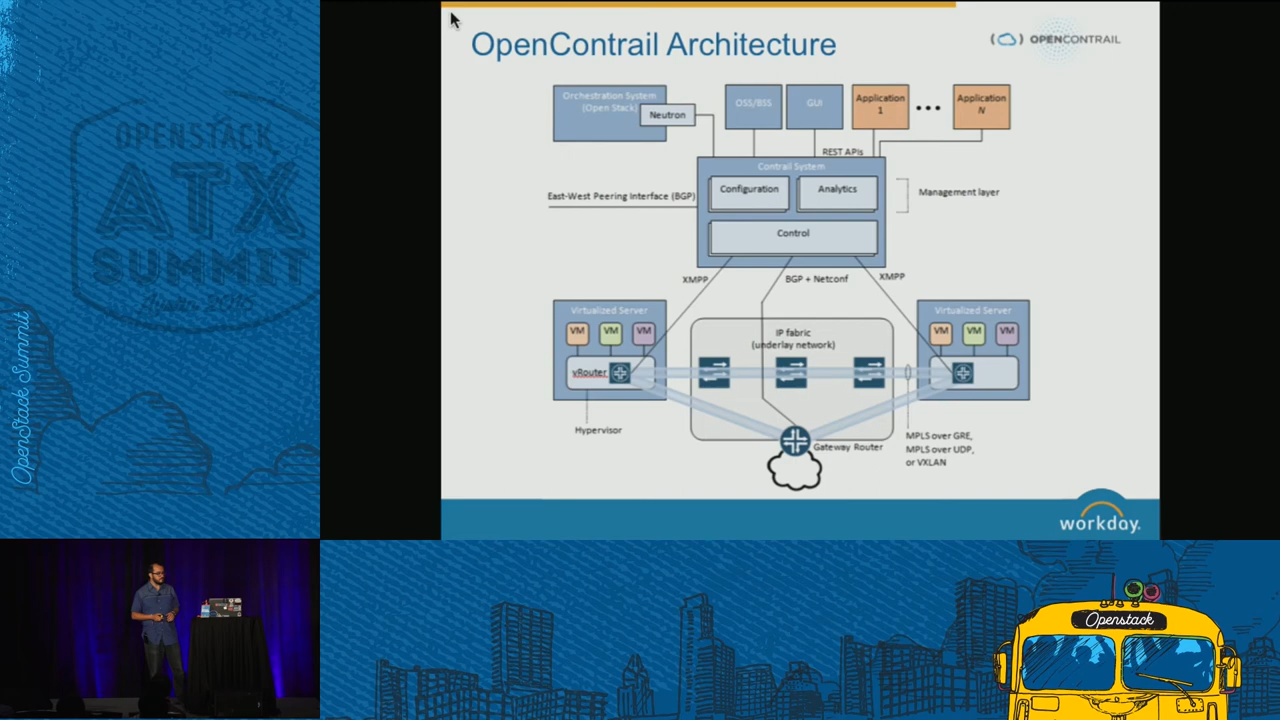 OpenContrail Architecture
OPENCONTRAIL
Orchestration System
(Open Stack)
Neutron
OSS/BSS
GUI
Application
1
•••
Application
N
REST APIs
Contrail System
Configuration
Analytics
Management layer
East-West Peering Interface (BGP)
Control
XMPP
BGP + Netconf
XMPP
Virtualized Server
VM
VM
VM
vRouter
Hypervisor
IP fabric
(underlay network)
Virtualized Server
VM
VM
VM
Gateway Router
MPLS over GRE,
MPLS over UDP,
or VXLAN
workday.
OPENSTACK
ATX
SUMMIT
OpenStack Summit
Openstack